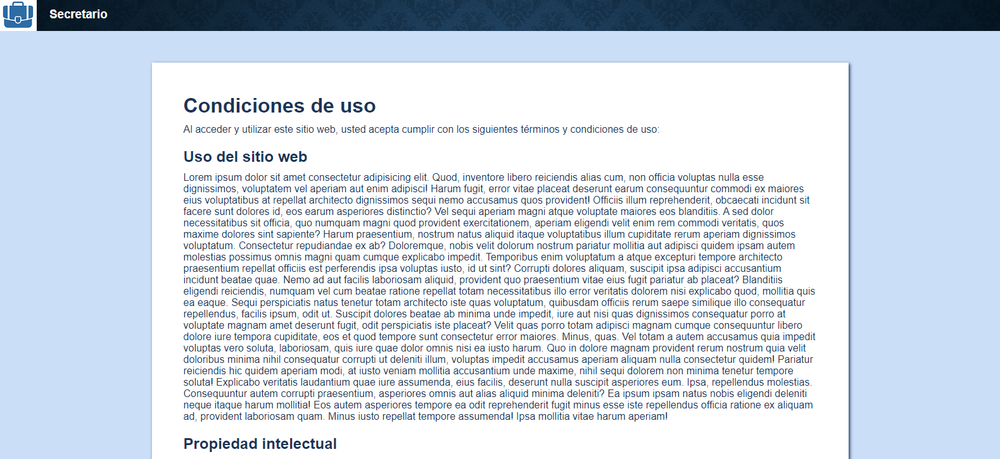 Secretario
Condiciones de uso
Al acceder y utilizar este sitio web, usted acepta cumplir con los siguientes términos y condiciones de uso:
Uso del sitio web
Lorem ipsum dolor sit amet consectetur adipisicing elit. Quod, inventore libero reiciendis alias cum, non officia voluptas nulla esse
dignissimos, voluptatem vel aperiam aut enim adipisci! Harum fugit, error vitae placeat deserunt earum consequuntur commodi ex maiores
eius voluptatibus at repellat architecto dignissimos sequi nemo accusamus quos provident! Officiis illum reprehenderit, obcaecati incidunt sit
facere sunt dolores id, eos earum asperiores distinctio? Vel sequi aperiam magni atque voluptate maiores eos blanditiis. A sed dolor
necessitatibus sit officia, quo numquam magni quod provident exercitationem, aperiam eligendi velit enim rem commodi veritatis, quos
maxime dolores sint sapiente? Harum praesentium, nostrum natus aliquid itaque voluptatibus illum cupiditate rerum aperiam dignissimos
voluptatum. Consectetur repudiandae ex ab? Doloremque, nobis velit dolorum nostrum pariatur mollitia aut adipisci quidem ipsam autem
molestias possimus omnis magni quam cumque explicabo impedit. Temporibus enim voluptatum a atque excepturi tempore architecto
praesentium repellat officiis est perferendis ipsa voluptas iusto, id ut sint? Corrupti dolores aliquam, suscipit ipsa adipisci accusantium
incidunt beatae quae. Nemo ad aut facilis laboriosam aliquid, provident quo praesentium vitae eius fugit pariatur ab placeat? Blanditiis
eligendi reiciendis, numquam vel cum beatae ratione repellat totam necessitatibus illo error veritatis dolorem nisi explicabo quod, mollitia quis
ea eaque. Sequi perspiciatis natus tenetur totam architecto iste quas voluptatum, quibusdam officiis rerum saepe similique illo consequatur
repellendus, facilis ipsum, odit ut. Suscipit dolores beatae ab minima unde impedit, iure aut nisi quas dignissimos consequatur porro at
voluptate magnam amet deserunt fugit, odit perspiciatis iste placeat? Velit quas porro totam adipisci magnam cumque consequuntur libero
dolore iure tempora cupiditate, eos et quod tempore sunt consectetur error maiores. Minus, quas. Vel totam a autem accusamus quia impedit
voluptas vero soluta, laboriosam, quis iure quae dolor omnis nisi ea iusto harum. Quo in dolore magnam provident rerum nostrum quia velit
doloribus minima nihil consequatur corrupti ut deleniti illum, voluptas impedit accusamus aperiam aliquam nulla consectetur quidem! Pariatur
reiciendis hic quidem aperiam modi, at iusto veniam mollitia accusantium unde maxime, nihil sequi dolorem non minima tenetur tempore
soluta! Explicabo veritatis laudantium quae iure assumenda, eius facilis, deserunt nulla suscipit asperiores eum. Ipsa, repellendus molestias.
Consequuntur autem corrupti praesentium, asperiores omnis aut alias aliquid minima deleniti? Ea ipsum ipsam natus nobis eligendi deleniti
neque itaque harum mollitia! Eos autem asperiores tempore ea odit reprehenderit fugit minus esse iste repellendus officia ratione ex aliquam
ad, provident laboriosam quam. Minus iusto repellat tempore assumenda! Ipsa mollitia vitae harum aperiam!
Propiedad intelectual